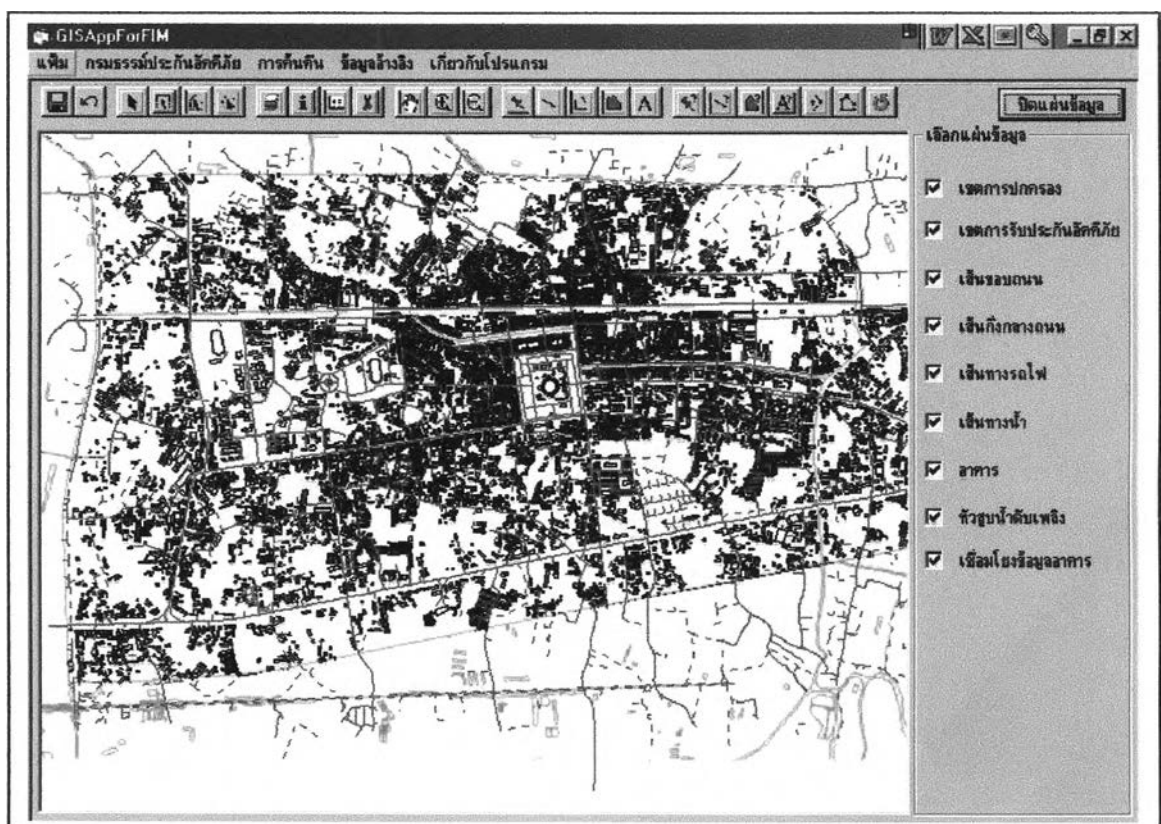 GISAppForFIM
แฟ้ม กรมธรรม์ประกันอัคคีภัย การค้นคืน ข้อมูลอ้างอิง เกี่ยวกับโปรแกรม
ปิดแผ่นข้อมูล
เลือกแผ่นข้อมูล
เขตการปกครอง
เขตการรับประกันอัคคีภัย
เส้นขอบถนน
เส้นกึ่งกลางถนน
เส้นทางรถไฟ
เส้นทางน้ำ
อาคาร
หัวสูบน้ำดับเพลิง
เชื่อมโยงข้อมูลอาคาร